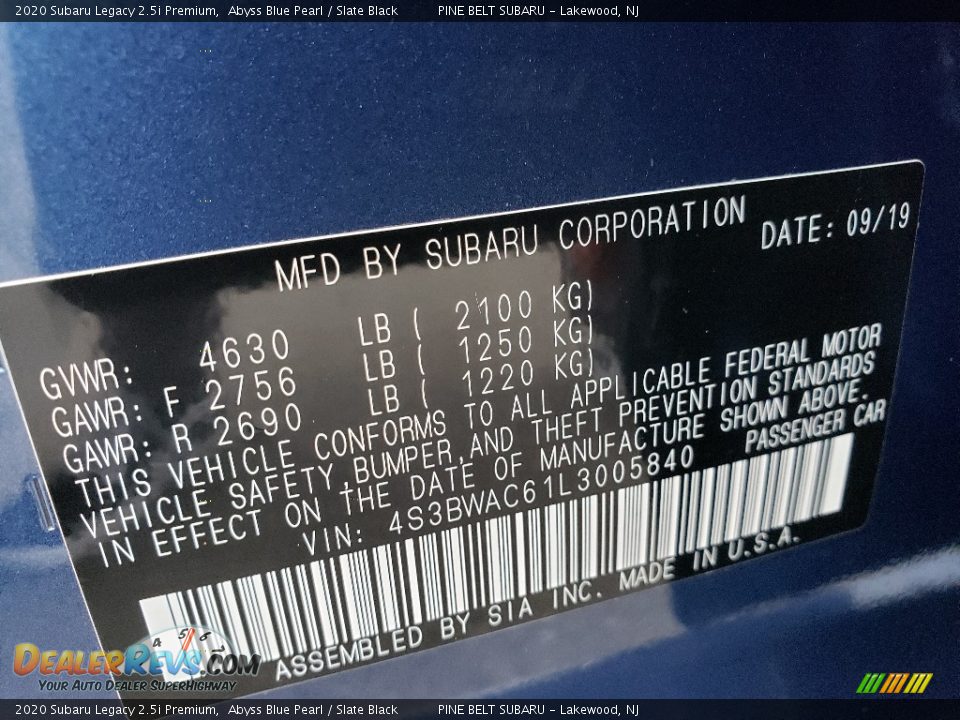 2020 Subaru Legacy 2.5i Premium,  Abyss Blue Pearl / Slate Black        PINE BELT SUBARU - Lakewood, NJ
MFD BY SUBARU CORPORATION DATE: 09/19
GVWR: 4630 LB ( 2100 KG)
GAWR: F 2756 LB ( 1250 KG)
GAWR: R 2690 LB ( 1220 KG)
THIS VEHICLE CONFORMS TO ALL APPLICABLE FEDERAL MOTOR
VEHICLE SAFETY,BUMPER,AND THEFT PREVENTION STANDARDS
IN EFFECT ON THE DATE OF MANUFACTURE SHOWN ABOVE.
VIN: 4S3BWAC61L3005840 PASSENGER CAR
ASSEMBLED BY SIA INC. MADE IN U.S.A.
4 5 6
DEALERREVS.COM
YOUR AUTO DEALER SUPERHIGHWAY
2020 Subaru Legacy 2.5i Premium,  Abyss Blue Pearl / Slate Black        PINE BELT SUBARU - Lakewood, NJ